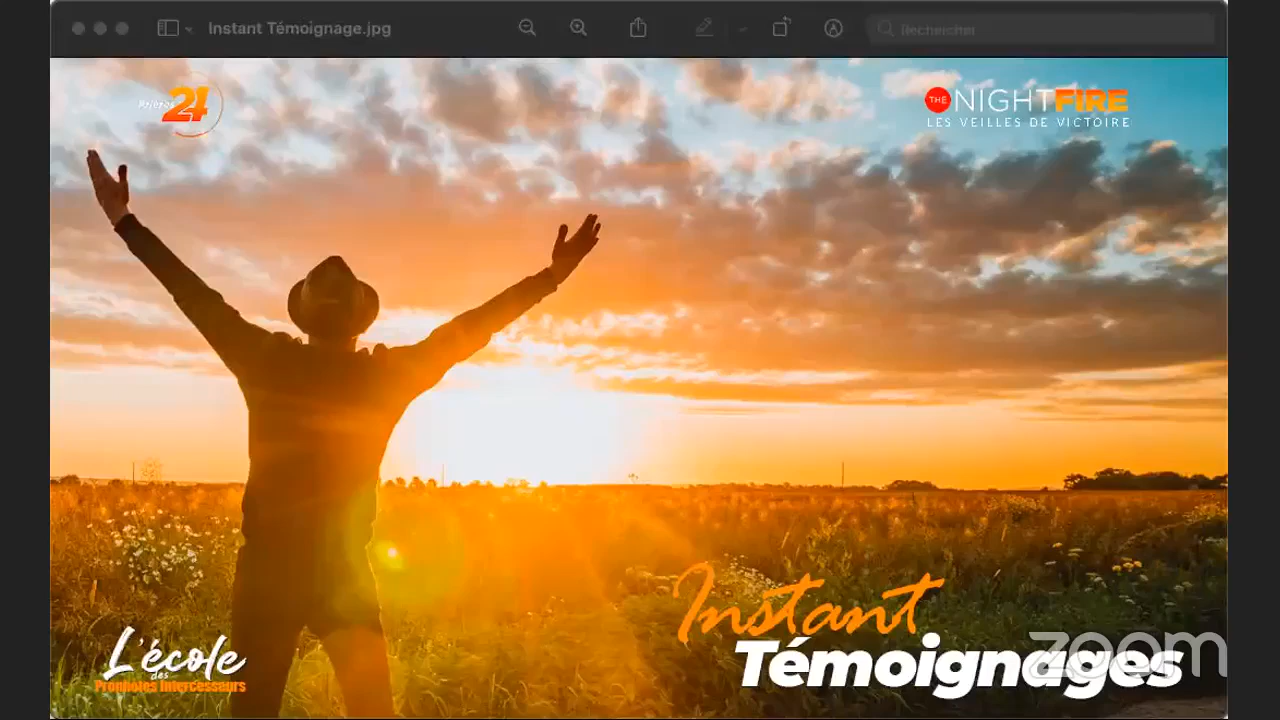 Instant Témoignage.jpg
Rechercher
Prières 24
THE NIGHTFIRE
LES VEILLES DE VICTOIRE
Instant
Témoignages
zoom
L'école
des
Prophètes Intercesseurs